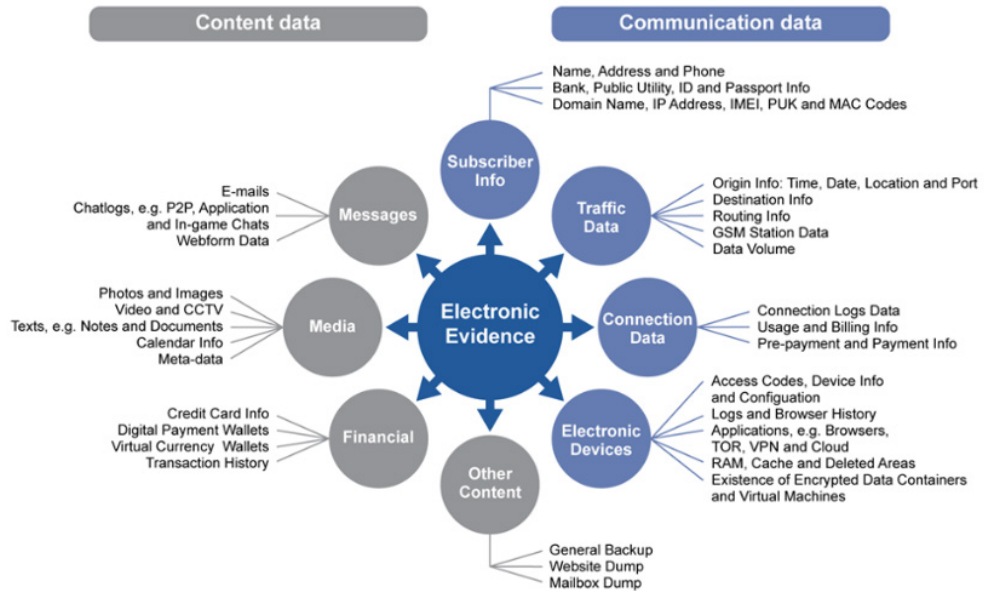 Content data
Communication data
Name, Address and Phone
Bank, Public Utility, ID and Passport Info
Domain Name, IP Address, IMEI, PUK and MAC Codes
Subscriber
Info
E-mails
Chatlogs, e.g. P2P, Application
and In-game Chats
Webform Data
Messages
Traffic
Data
Origin Info: Time, Date, Location and Port
Destination Info
Routing Info
GSM Station Data
Data Volume
Photos and Images
Video and CCTV
Texts, e.g. Notes and Documents
Calendar Info
Meta-data
Media
Electronic
Evidence
Connection
Data
Connection Logs Data
Usage and Billing Info
Pre-payment and Payment Info
Credit Card Info
Digital Payment Wallets
Virtual Currency Wallets
Transaction History
Financial
Electronic
Devices
Access Codes, Device Info
and Configuation
Logs and Browser History
Applications, e.g. Browsers,
TOR, VPN and Cloud
RAM, Cache and Deleted Areas
Existence of Encrypted Data Containers
and Virtual Machines
Other
Content
General Backup
Website Dump
Mailbox Dump